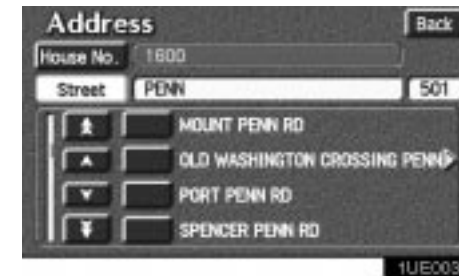 Address Back
House No. 1600
Street PENN 501
MOUNT PENN RD
OLD WASHINGTON CROSSING PENN
PORT PENN RD
SPENCER PENN RD
1UE003